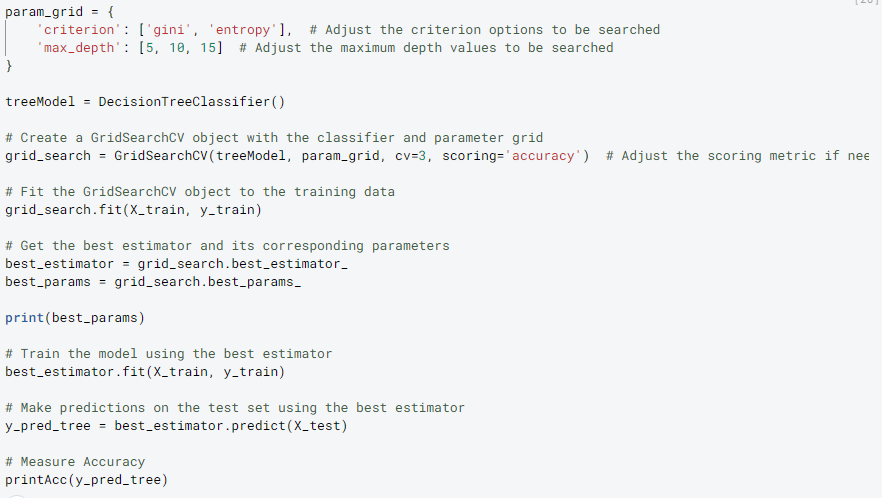 [20]
param_grid = {
    'criterion': ['gini', 'entropy'],  # Adjust the criterion options to be searched
    'max_depth': [5, 10, 15]  # Adjust the maximum depth values to be searched
}
treeModel = DecisionTreeClassifier()
# Create a GridSearchCV object with the classifier and parameter grid
grid_search = GridSearchCV(treeModel, param_grid, cv=3, scoring='accuracy')  # Adjust the scoring metric if nee
# Fit the GridSearchCV object to the training data
grid_search.fit(X_train, y_train)
# Get the best estimator and its corresponding parameters
best_estimator = grid_search.best_estimator_
best_params = grid_search.best_params_
print(best_params)
# Train the model using the best estimator
best_estimator.fit(X_train, y_train)
# Make predictions on the test set using the best estimator
y_pred_tree = best_estimator.predict(X_test)
# Measure Accuracy
printAcc(y_pred_tree)